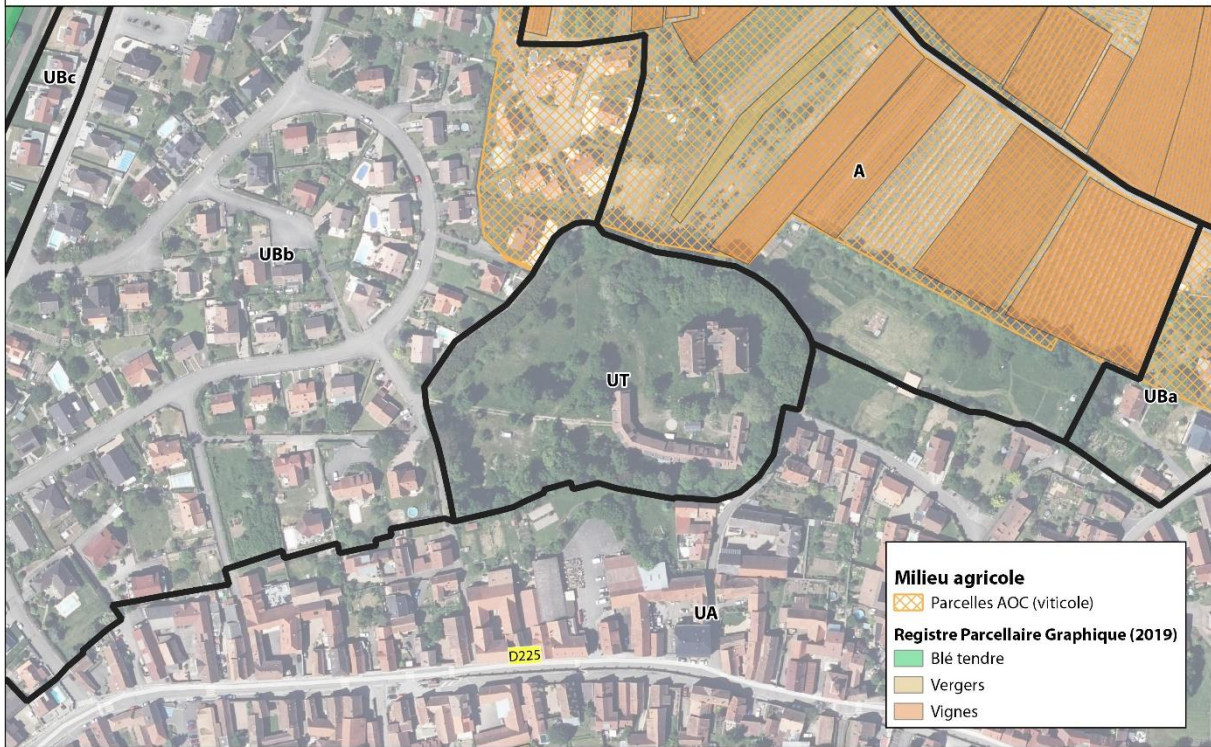 UBc
A
UBb
UT
UBa
UA
D225
Milieu agricole
Parcelles AOC (viticole)
Registre Parcellaire Graphique (2019)
Blé tendre
Vergers
Vignes